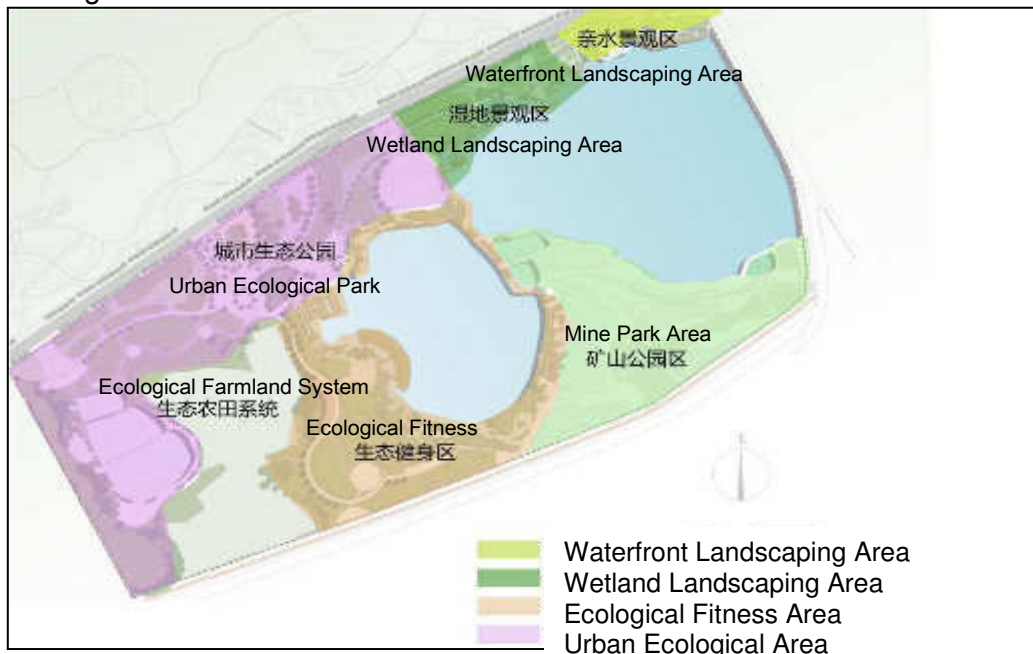 亲水景观区
Waterfront Landscaping Area
湿地景观区
Wetland Landscaping Area
城市生态公园
Urban Ecological Park
Mine Park Area
矿山公园区
Ecological Farmland System
生态农田系统
Ecological Fitness
生态健身区
Waterfront Landscaping Area
Wetland Landscaping Area
Ecological Fitness Area
Urban Ecological Area